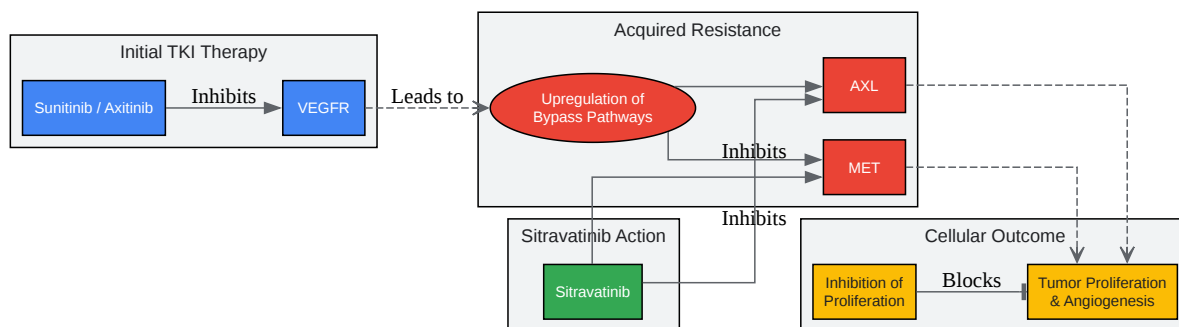 Initial TKI Therapy
Sunitinib / Axitinib
Inhibits
VEGFR
Leads to
Acquired Resistance
Upregulation of
Bypass Pathways
AXL
Inhibits
MET
Inhibits
Sitravatinib Action
Sitravatinib
Cellular Outcome
Inhibition of
Proliferation
Blocks
Tumor Proliferation
& Angiogenesis